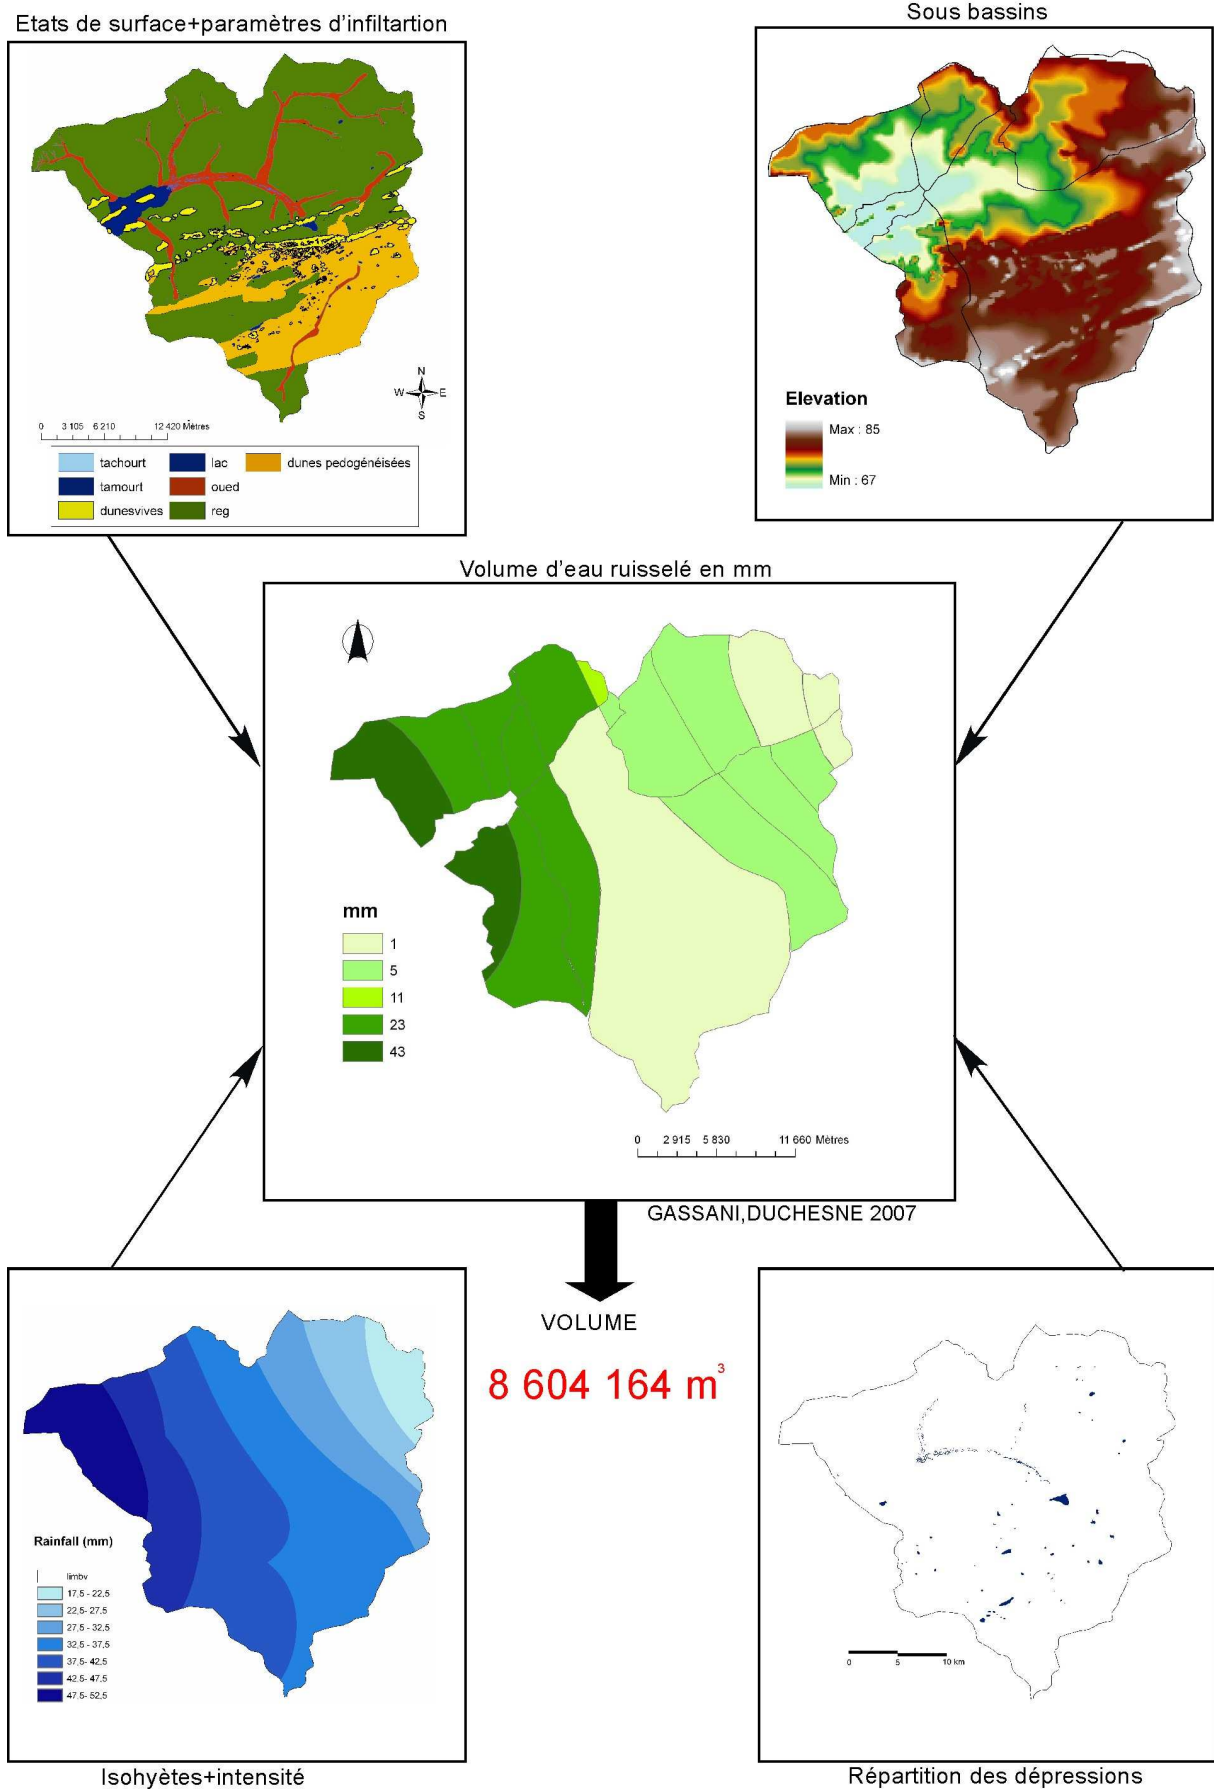 Etats de surface+paramètres d'infiltartion
N
W E
S
0 3 105 6 210 12 420 Mètres
tachourt lac dunes pedogénéisées
tamourt oued
dunesvives reg
Sous bassins
Elevation
Max : 85
Min : 67
Volume d'eau ruisselé en mm
mm
1
5
11
23
43
0 2 915 5 830 11 660 Mètres
GASSANI,DUCHESNE 2007
VOLUME
8 604 164 m³
Rainfall (mm)
limbv
17,5 - 22,5
22,5- 27,5
27,5 - 32,5
32,5 - 37,5
37,5- 42,5
42,5- 47,5
47,5- 52,5
Isohyètes+intensité
0 5 10 km
Répartition des dépressions